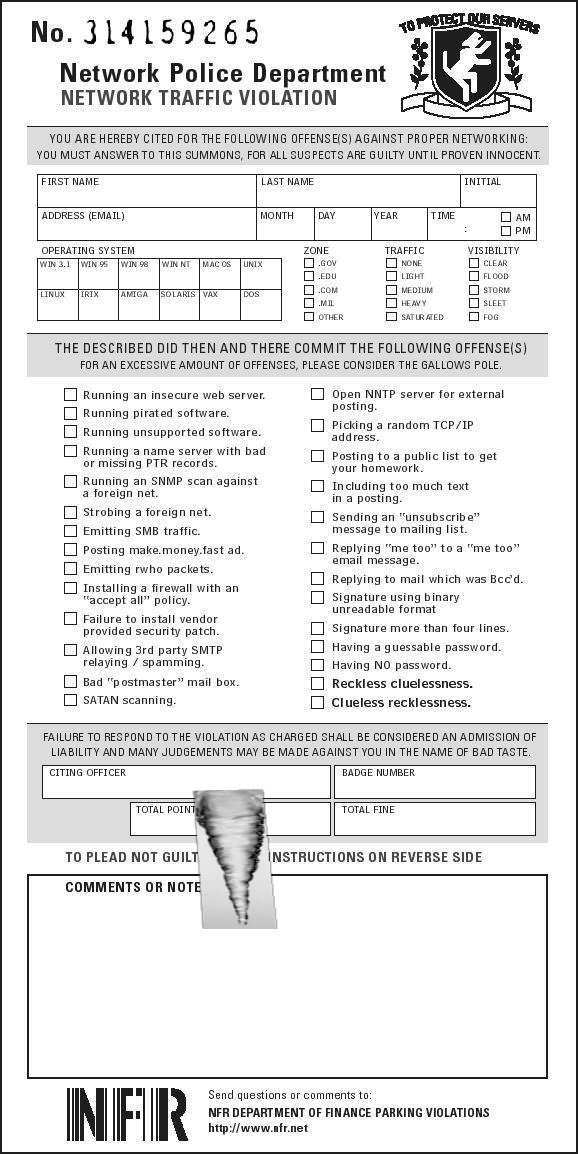 No. 314159265
TO PROTECT OUR SERVERS
Network Police Department
NETWORK TRAFFIC VIOLATION
YOU ARE HEREBY CITED FOR THE FOLLOWING OFFENSE(S) AGAINST PROPER NETWORKING:
YOU MUST ANSWER TO THIS SUMMONS, FOR ALL SUSPECTS ARE GUILTY UNTIL PROVEN INNOCENT.
FIRST NAME LAST NAME INITIAL
ADDRESS (EMAIL) MONTH DAY YEAR TIME : AM
PM
OPERATING SYSTEM
WIN 3.1 WIN 95 WIN 98 WIN NT MAC OS UNIX
LINUX IRIX AMIGA SOLARIS VAX DOS
ZONE
.GOV
.EDU
.COM
.MIL
OTHER
TRAFFIC
NONE
LIGHT
MEDIUM
HEAVY
SATURATED
VISIBILITY
CLEAR
FLOOD
STORM
SLEET
FOG
THE DESCRIBED DID THEN AND THERE COMMIT THE FOLLOWING OFFENSE(S)
FOR AN EXCESSIVE AMOUNT OF OFFENSES, PLEASE CONSIDER THE GALLOWS POLE.
Running an insecure web server.
Running pirated software.
Running unsupported software.
Running a name server with bad
or missing PTR records.
Running an SNMP scan against
a foreign net.
Strobing a foreign net.
Emitting SMB traffic.
Posting make.money.fast ad.
Emitting rwho packets.
Installing a firewall with an
"accept all" policy.
Failure to install vendor
provided security patch.
Allowing 3rd party SMTP
relaying / spamming.
Bad "postmaster" mail box.
SATAN scanning.
Open NNTP server for external
posting.
Picking a random TCP/IP
address.
Posting to a public list to get
your homework.
Including too much text
in a posting.
Sending an "unsubscribe"
message to mailing list.
Replying "me too" to a "me too"
email message.
Replying to mail which was Bcc'd.
Signature using binary
unreadable format
Signature more than four lines.
Having a guessable password.
Having NO password.
Reckless cluelessness.
Clueless recklessness.
FAILURE TO RESPOND TO THE VIOLATION AS CHARGED SHALL BE CONSIDERED AN ADMISSION OF
LIABILITY AND MANY JUDGEMENTS MAY BE MADE AGAINST YOU IN THE NAME OF BAD TASTE.
CITING OFFICER BADGE NUMBER
TOTAL POINT TOTAL FINE
TO PLEAD NOT GUILT NSTRUCTIONS ON REVERSE SIDE
COMMENTS OR NOTE
NFR
Send questions or comments to:
NFR DEPARTMENT OF FINANCE PARKING VIOLATIONS
http://www.nfr.net